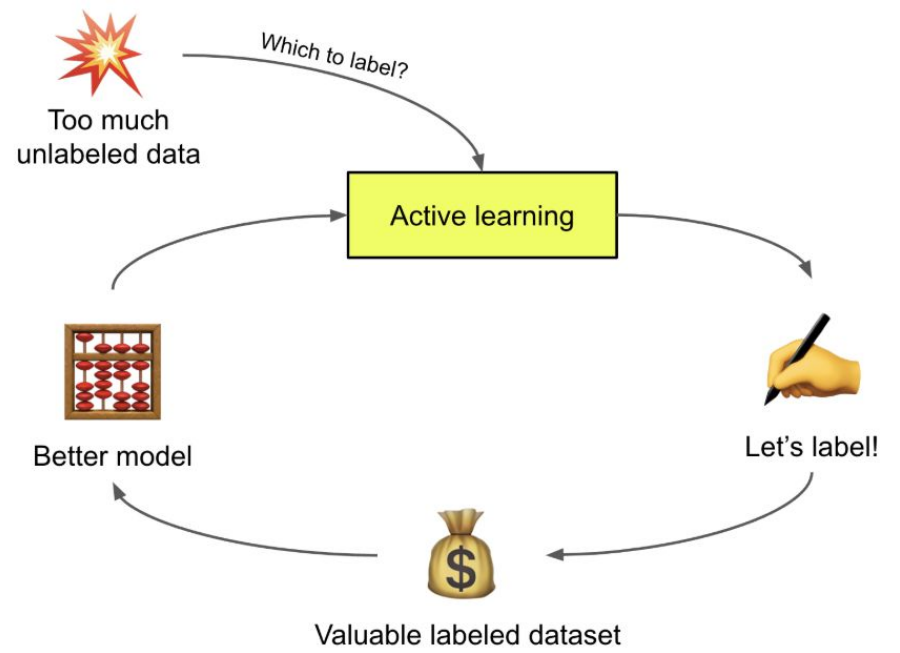 Which to label?
Too much
unlabeled data
Active learning
Let's label!
Better model
$
Valuable labeled dataset